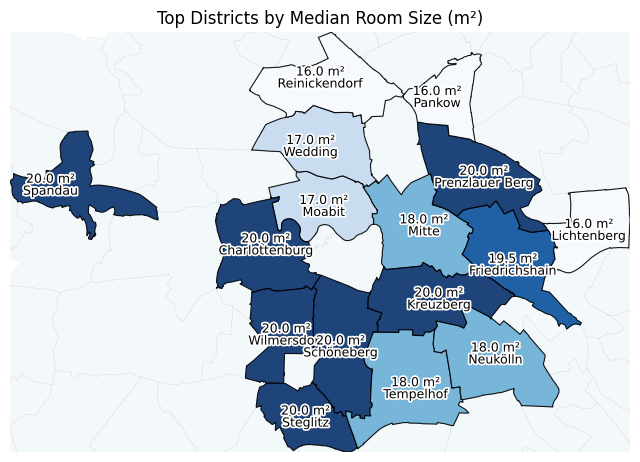 Top Districts by Median Room Size (m²)
16.0 m²
Reinickendorf
16.0 m²
Pankow
17.0 m²
Wedding
20.0 m²
Prenzlauer Berg
20.0 m²
Spandau
17.0 m²
Moabit
18.0 m²
Mitte
16.0 m²
Lichtenberg
20.0 m²
Charlottenburg
19.5 m²
Friedrichshain
20.0 m²
Kreuzberg
20.0 m²
20.0 m²
Schöneberg
18.0 m²
Neukölln
18.0 m²
Tempelhof
20.0 m²
Steglitz